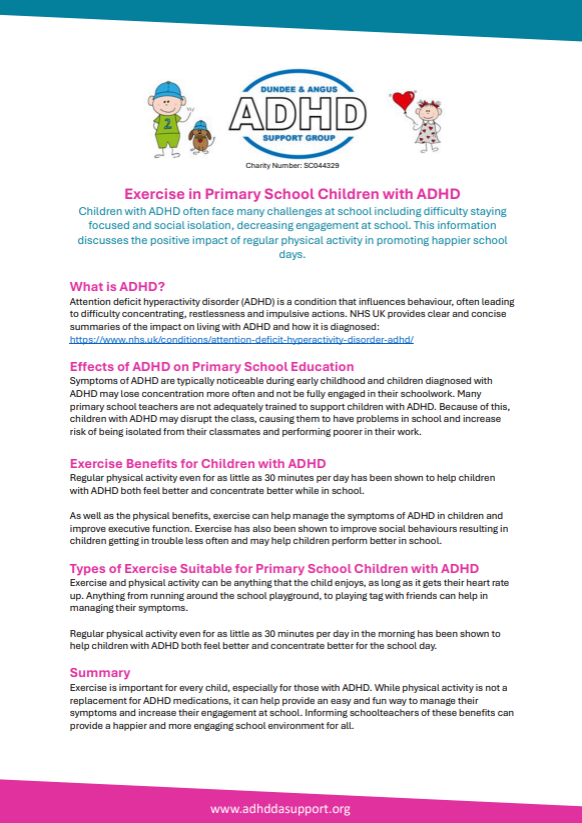 2
2
DUNDEE & ANGUS
ADHD
SUPPORT GROUP
Charity Number: SC044329
Exercise in Primary School Children with ADHD
Children with ADHD often face many challenges at school including difficulty staying
focused and social isolation, decreasing engagement at school. This information
discusses the positive impact of regular physical activity in promoting happier school
days.
What is ADHD?
Attention deficit hyperactivity disorder (ADHD) is a condition that influences behaviour, often leading
to difficulty concentrating, restlessness and impulsive actions. NHS UK provides clear and concise
summaries of the impact on living with ADHD and how it is diagnosed:
https://www.nhs.uk/conditions/attention-deficit-hyperactivity-disorder-adhd/
Effects of ADHD on Primary School Education
Symptoms of ADHD are typically noticeable during early childhood and children diagnosed with
ADHD may lose concentration more often and not be fully engaged in their schoolwork. Many
primary school teachers are not adequately trained to support children with ADHD. Because of this,
children with ADHD may disrupt the class, causing them to have problems in school and increase
risk of being isolated from their classmates and performing poorer in their work.
Exercise Benefits for Children with ADHD
Regular physical activity even for as little as 30 minutes per day has been shown to help children
with ADHD both feel better and concentrate better while in school.
As well as the physical benefits, exercise can help manage the symptoms of ADHD in children and
improve executive function. Exercise has also been shown to improve social behaviours resulting in
children getting in trouble less often and may help children perform better in school.
Types of Exercise Suitable for Primary School Children with ADHD
Exercise and physical activity can be anything that the child enjoys, as long as it gets their heart rate
up. Anything from running around the school playground, to playing tag with friends can help in
managing their symptoms.
Regular physical activity even for as little as 30 minutes per day in the morning has been shown to
help children with ADHD both feel better and concentrate better for the school day.
Summary
Exercise is important for every child, especially for those with ADHD. While physical activity is not a
replacement for ADHD medications, it can help provide an easy and fun way to manage their
symptoms and increase their engagement at school. Informing schoolteachers of these benefits can
provide a happier and more engaging school environment for all.
www.adhddasupport.org